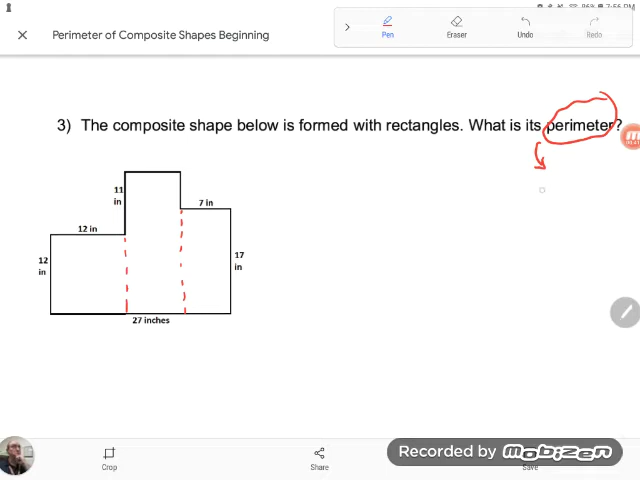 Perimeter of Composite Shapes Beginning
Pen
Eraser
Undo
Redo
3) The composite shape below is formed with rectangles. What is its perimeter?
11
in
7 in
12 in
12
in
17
in
27 inches
Crop
Share
Save
Recorded by mobizen